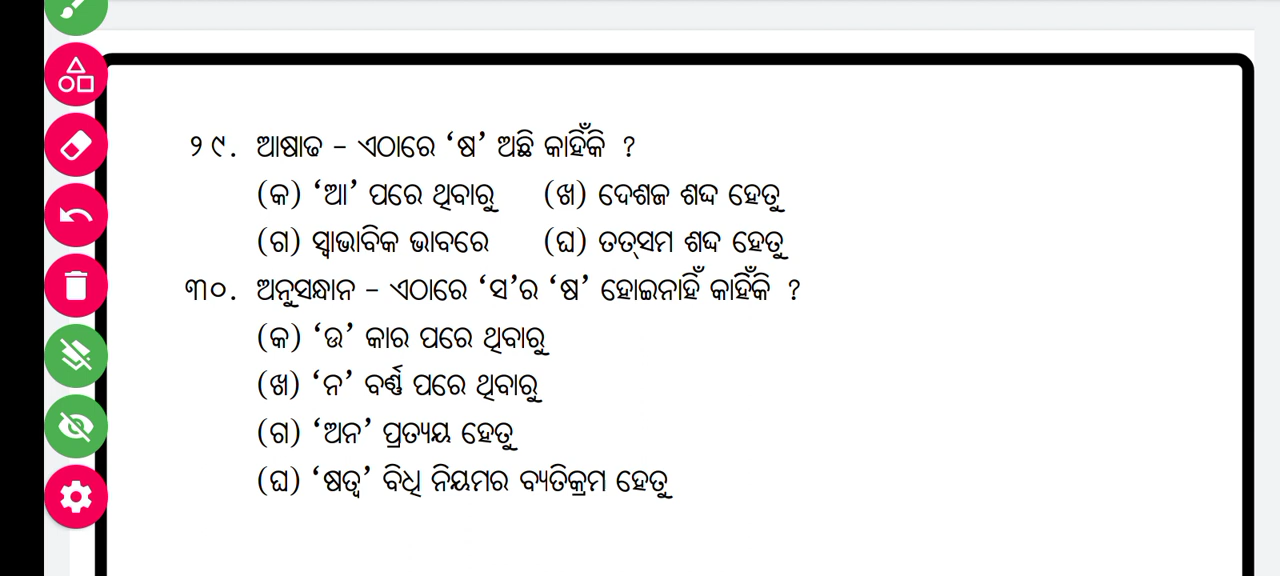 ୨୯. ଆଷାଢ – ଏଠାରେ ‘ଷ’ ଅଛି କାହିଁକି ?
(କ) ‘ଆ’ ପରେ ଥିବାରୁ (ଖ) ଦେଶଜ ଶବ୍ଦ ହେତୁ
(ଗ) ସ୍ୱାଭାବିକ ଭାବରେ (ଘ) ତତ୍‌ସମ ଶବ୍ଦ ହେତୁ
୩୦. ଅନୁସନ୍ଧାନ – ଏଠାରେ ‘ସ’ର ‘ଷ’ ହୋଇନାହିଁ କାହିଁକି ?
(କ) ‘ଉ’ କାର ପରେ ଥିବାରୁ
(ଖ) ‘ନ’ ବର୍ଣ୍ଣ ପରେ ଥିବାରୁ
(ଗ) ‘ଅନ’ ପ୍ରତ୍ୟୟ ହେତୁ
(ଘ) ‘ଷତ୍ୱ’ ବିଧି ନିୟମର ବ୍ୟତିକ୍ରମ ହେତୁ